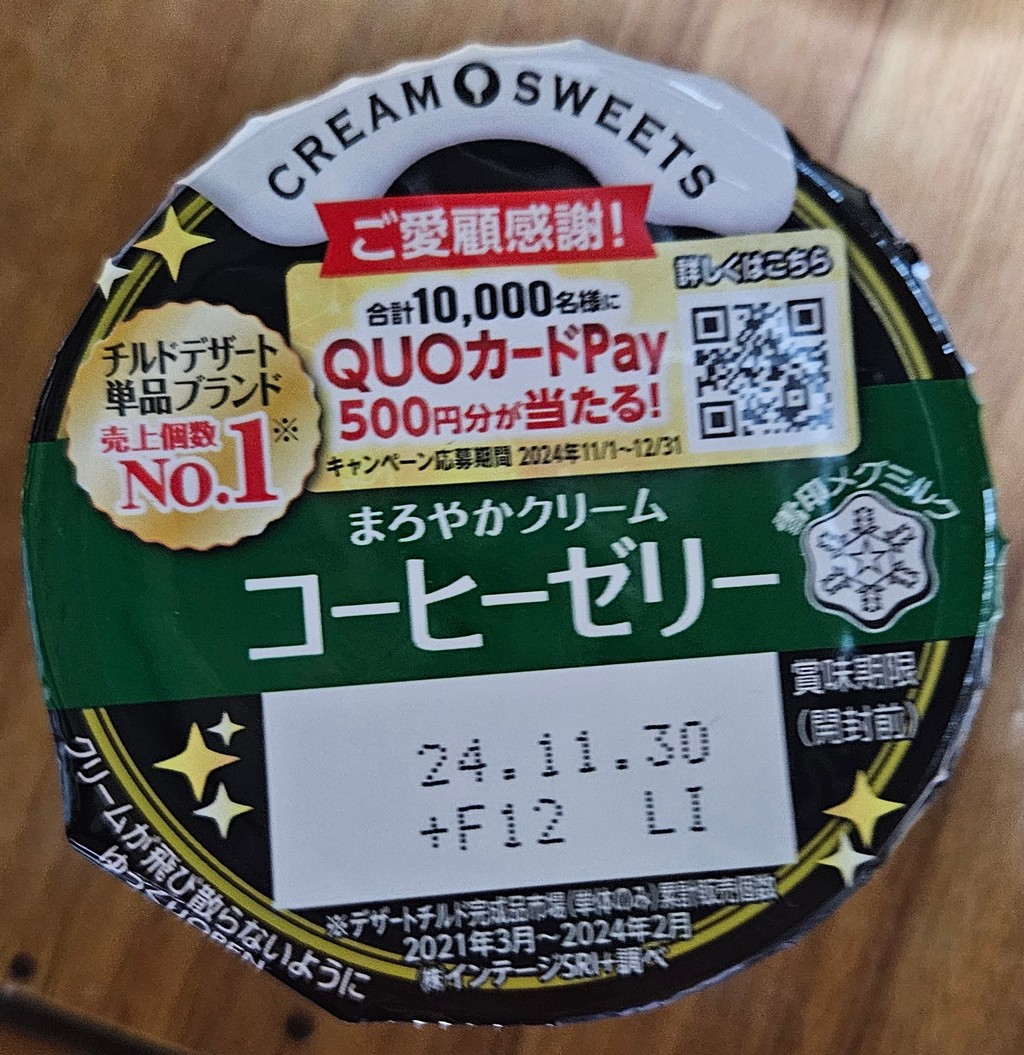 CREAM SWEETS
ご愛顧感謝!
詳しくはこちら
合計10,000名様に
QUOカードPay
500円分が当たる!
キャンペーン応募期間 2024年11/1~12/31
チルドデザート
単品ブランド
売上個数
No.1※
まろやかクリーム
コーヒーゼリー
雪印メグミルク
賞味期限
(開封前)
24.11.30
+F12 LI
※デザートチルド完成品市場(単体のみ)累計販売個数
2021年3月~2024年2月
(株)インテージSRI+調べ
クリームが飛び散らないように
ゆっくりOPEN